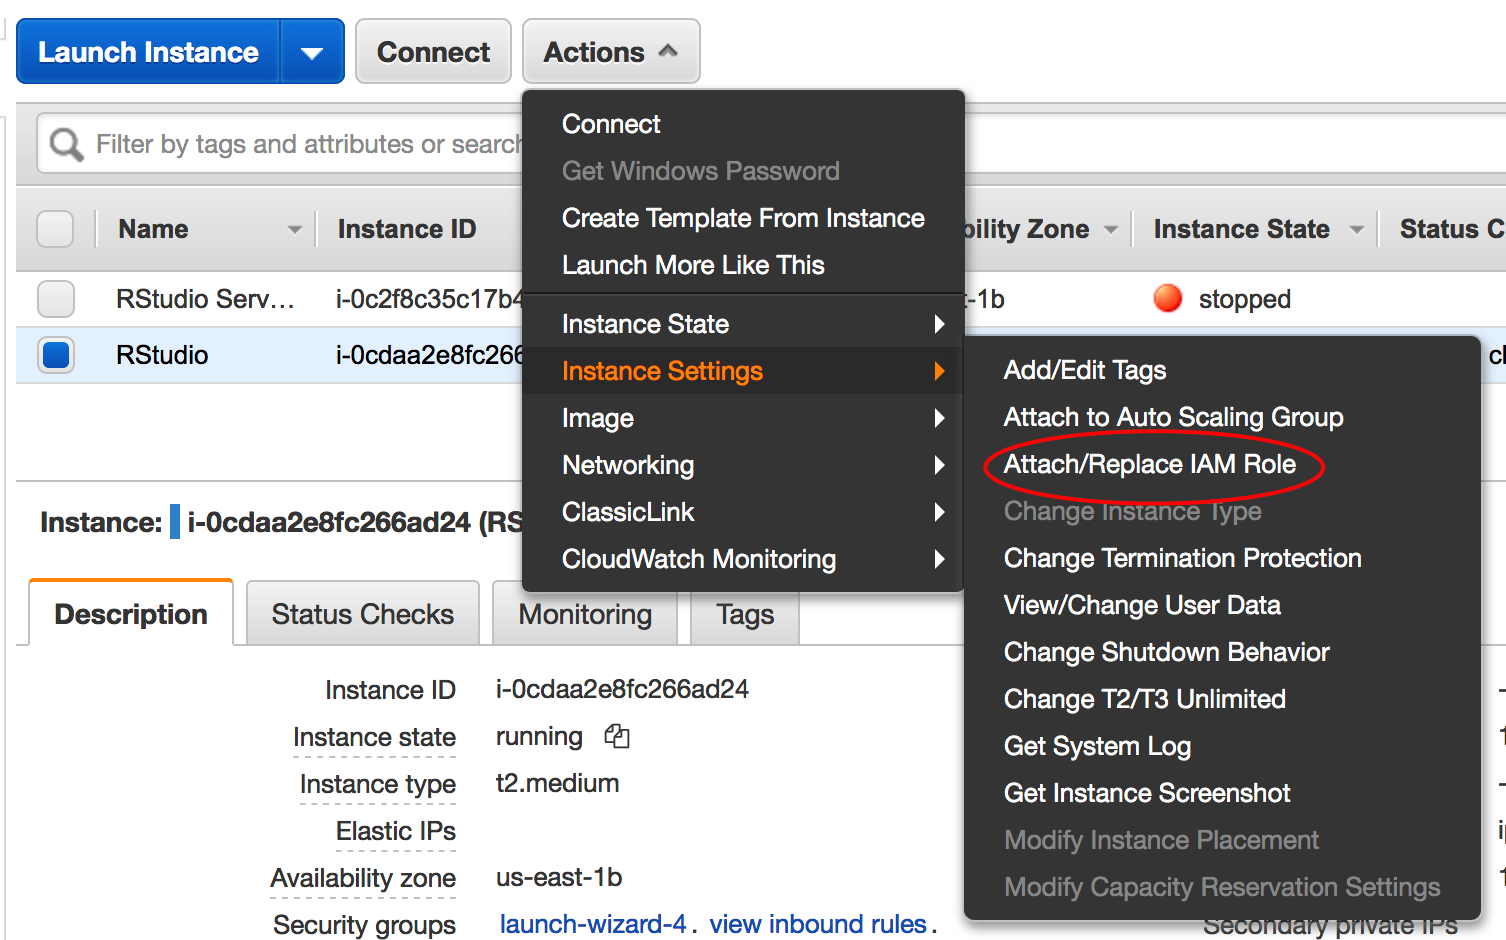 Launch Instance
Connect
Actions
Filter by tags and attributes or search
Connect
Get Windows Password
Create Template From Instance
Launch More Like This
Instance State
Instance Settings
Image
Networking
ClassicLink
CloudWatch Monitoring
Name
Instance ID
bility Zone
Instance State
Status C
RStudio Serv...
i-0c2f8c35c17b4
-1b
stopped
RStudio
i-0cdaa2e8fc266
Add/Edit Tags
Attach to Auto Scaling Group
Attach/Replace IAM Role
Change Instance Type
Change Termination Protection
View/Change User Data
Change Shutdown Behavior
Change T2/T3 Unlimited
Get System Log
Get Instance Screenshot
Modify Instance Placement
Modify Capacity Reservation Settings
Instance: i-0cdaa2e8fc266ad24 (RS
Description
Status Checks
Monitoring
Tags
Instance ID i-0cdaa2e8fc266ad24
Instance state running
Instance type t2.medium
Elastic IPs
Availability zone us-east-1b
Security groups launch-wizard-4. view inbound rules.
Secondary private IPs